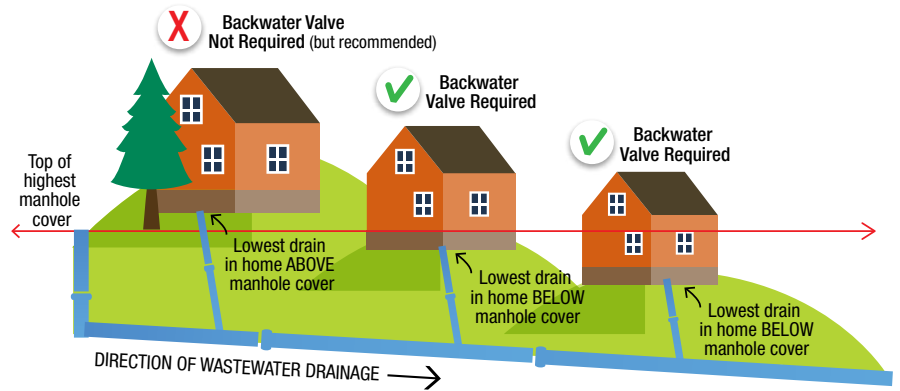 Backwater Valve
Not Required (but recommended)
Backwater
Valve Required
Backwater
Valve Required
Top of
highest
manhole
cover
Lowest drain
in home ABOVE
manhole cover
Lowest drain
in home BELOW
manhole cover
Lowest drain
in home BELOW
manhole cover
DIRECTION OF WASTEWATER DRAINAGE